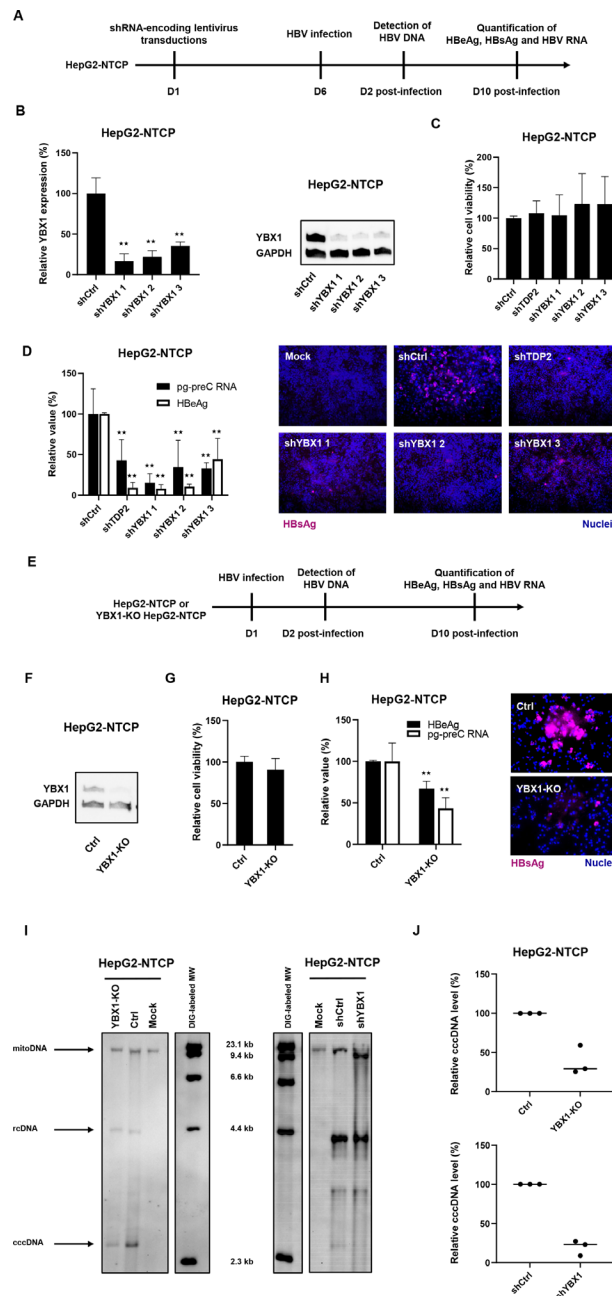 A
shRNA-encoding lentivirus
transductions
HBV infection
Detection of
HBV DNA
Quantification of
HBeAg, HBsAg and HBV RNA
HepG2-NTCP
D1
D6
D2 post-infection
D10 post-infection
B
HepG2-NTCP
Relative YBX1 expression (%)
150
100
50
0
**
**
**
shCtrl
shYBX1 1
shYBX1 2
shYBX1 3
HepG2-NTCP
YBX1
GAPDH
shCtrl
shYBX1 1
shYBX1 2
shYBX1 3
C
HepG2-NTCP
Relative cell viability (%)
200
150
100
50
0
shCtrl
shTDP2
shYBX1 1
shYBX1 2
shYBX1 3
D
HepG2-NTCP
Relative value (%)
150
100
50
0
pg-preC RNA
HBeAg
**
**
**
**
**
**
**
**
shCtrl
shTDP2
shYBX1 1
shYBX1 2
shYBX1 3
Mock
shCtrl
shTDP2
shYBX1 1
shYBX1 2
shYBX1 3
HBsAg
Nuclei
E
HBV infection
Detection of
HBV DNA
Quantification of
HBeAg, HBsAg and HBV RNA
HepG2-NTCP or
YBX1-KO HepG2-NTCP
D1
D2 post-infection
D10 post-infection
F
HepG2-NTCP
YBX1
GAPDH
Ctrl
YBX1-KO
G
HepG2-NTCP
Relative cell viability (%)
150
100
50
0
Ctrl
YBX1-KO
H
HepG2-NTCP
Relative value (%)
150
100
50
0
HBeAg
pg-preC RNA
**
**
Ctrl
YBX1-KO
Ctrl
YBX1-KO
HBsAg
Nucle
I
HepG2-NTCP
YBX1-KO
Ctrl
Mock
DIG-labeled MW
HepG2-NTCP
DIG-labeled MW
Mock
shCtrl
shYBX1
mitoDNA
rcDNA
cccDNA
23.1 kb
9.4 kb
6.6 kb
4.4 kb
2.3 kb
J
HepG2-NTCP
Relative cccDNA level (%)
150
100
50
0
Ctrl
YBX1-KO
Relative cccDNA level (%)
150
100
50
0
shCtrl
shYBX1